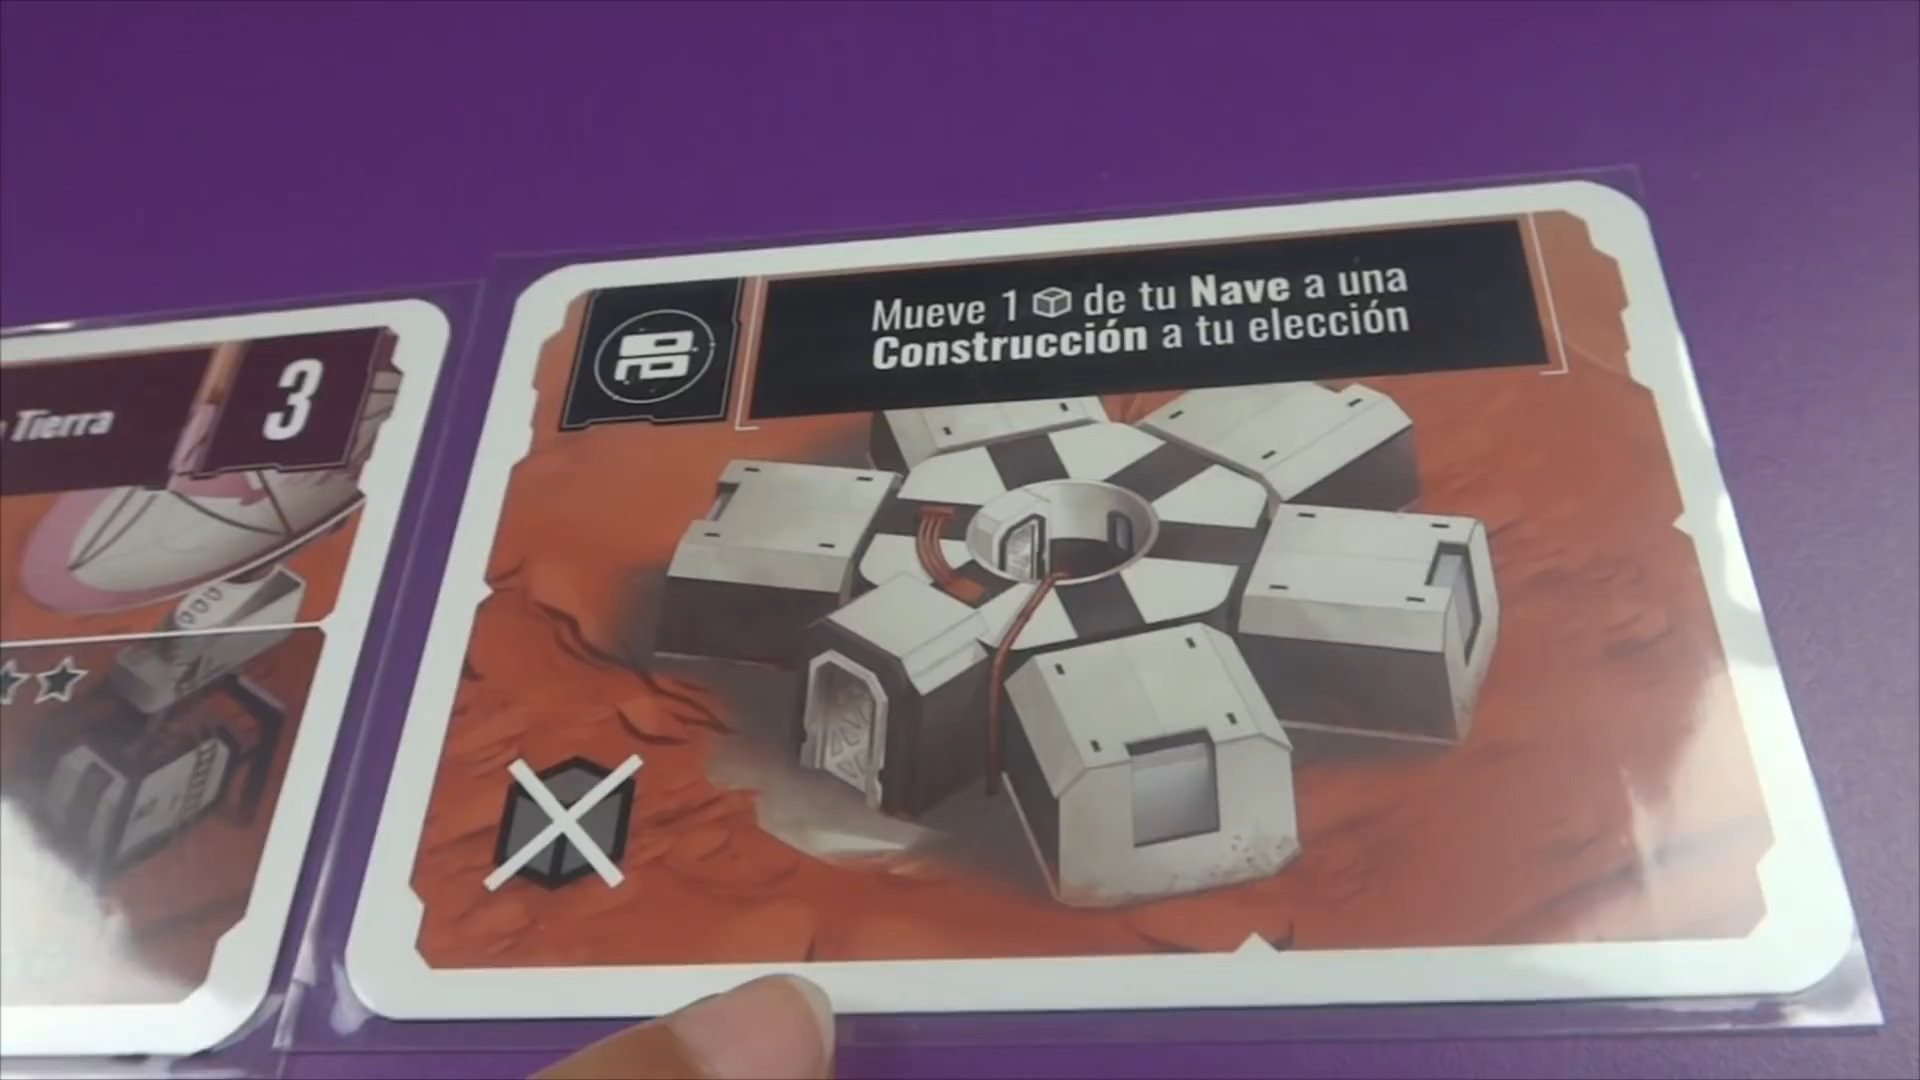 Tierra
3
Mueve 1 de tu Nave a una
Construcción a tu elección